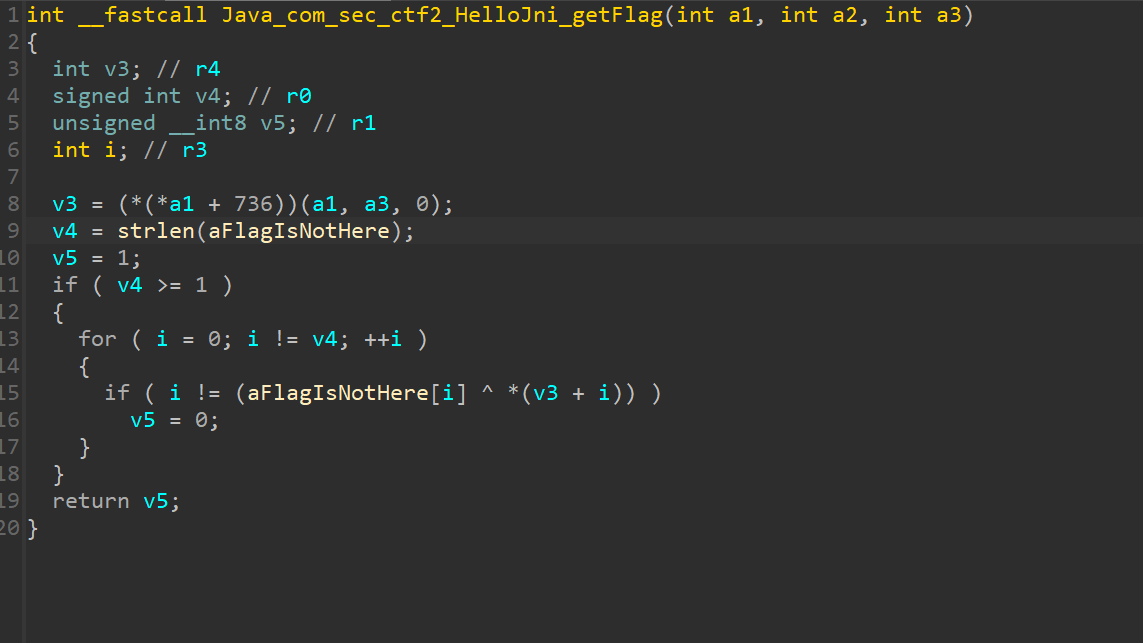 1 int __fastcall Java_com_sec_ctf2_HelloJni_getFlag(int a1, int a2, int a3)
2 {
3   int v3; // r4
4   signed int v4; // r0
5   unsigned __int8 v5; // r1
6   int i; // r3
7
8   v3 = (*(*a1 + 736))(a1, a3, 0);
9   v4 = strlen(aFlagIsNotHere);
10   v5 = 1;
11   if ( v4 >= 1 )
12   {
13     for ( i = 0; i != v4; ++i )
14     {
15       if ( i != (aFlagIsNotHere[i] ^ *(v3 + i)) )
16         v5 = 0;
17     }
18   }
19   return v5;
20 }